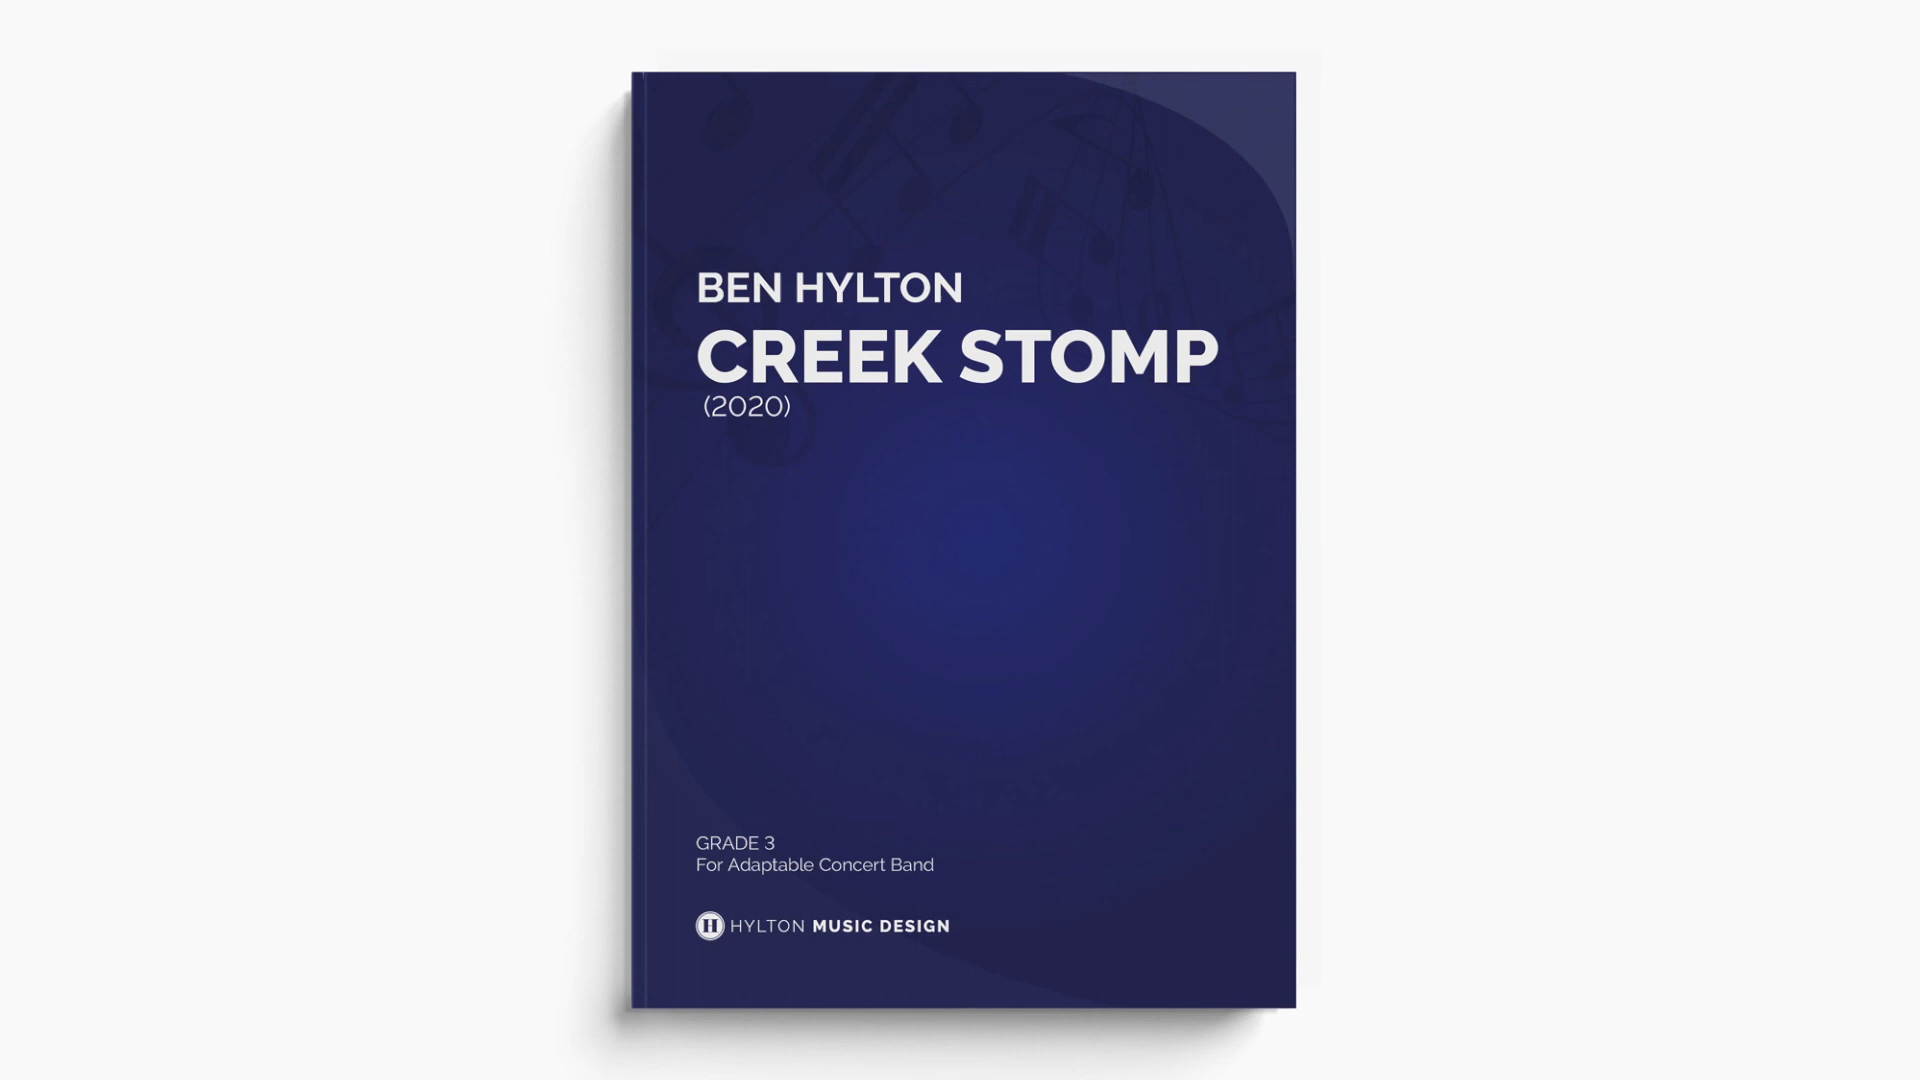 BEN HYLTON
CREEK STOMP
(2020)
GRADE 3
For Adaptable Concert Band
H HYLTON MUSIC DESIGN